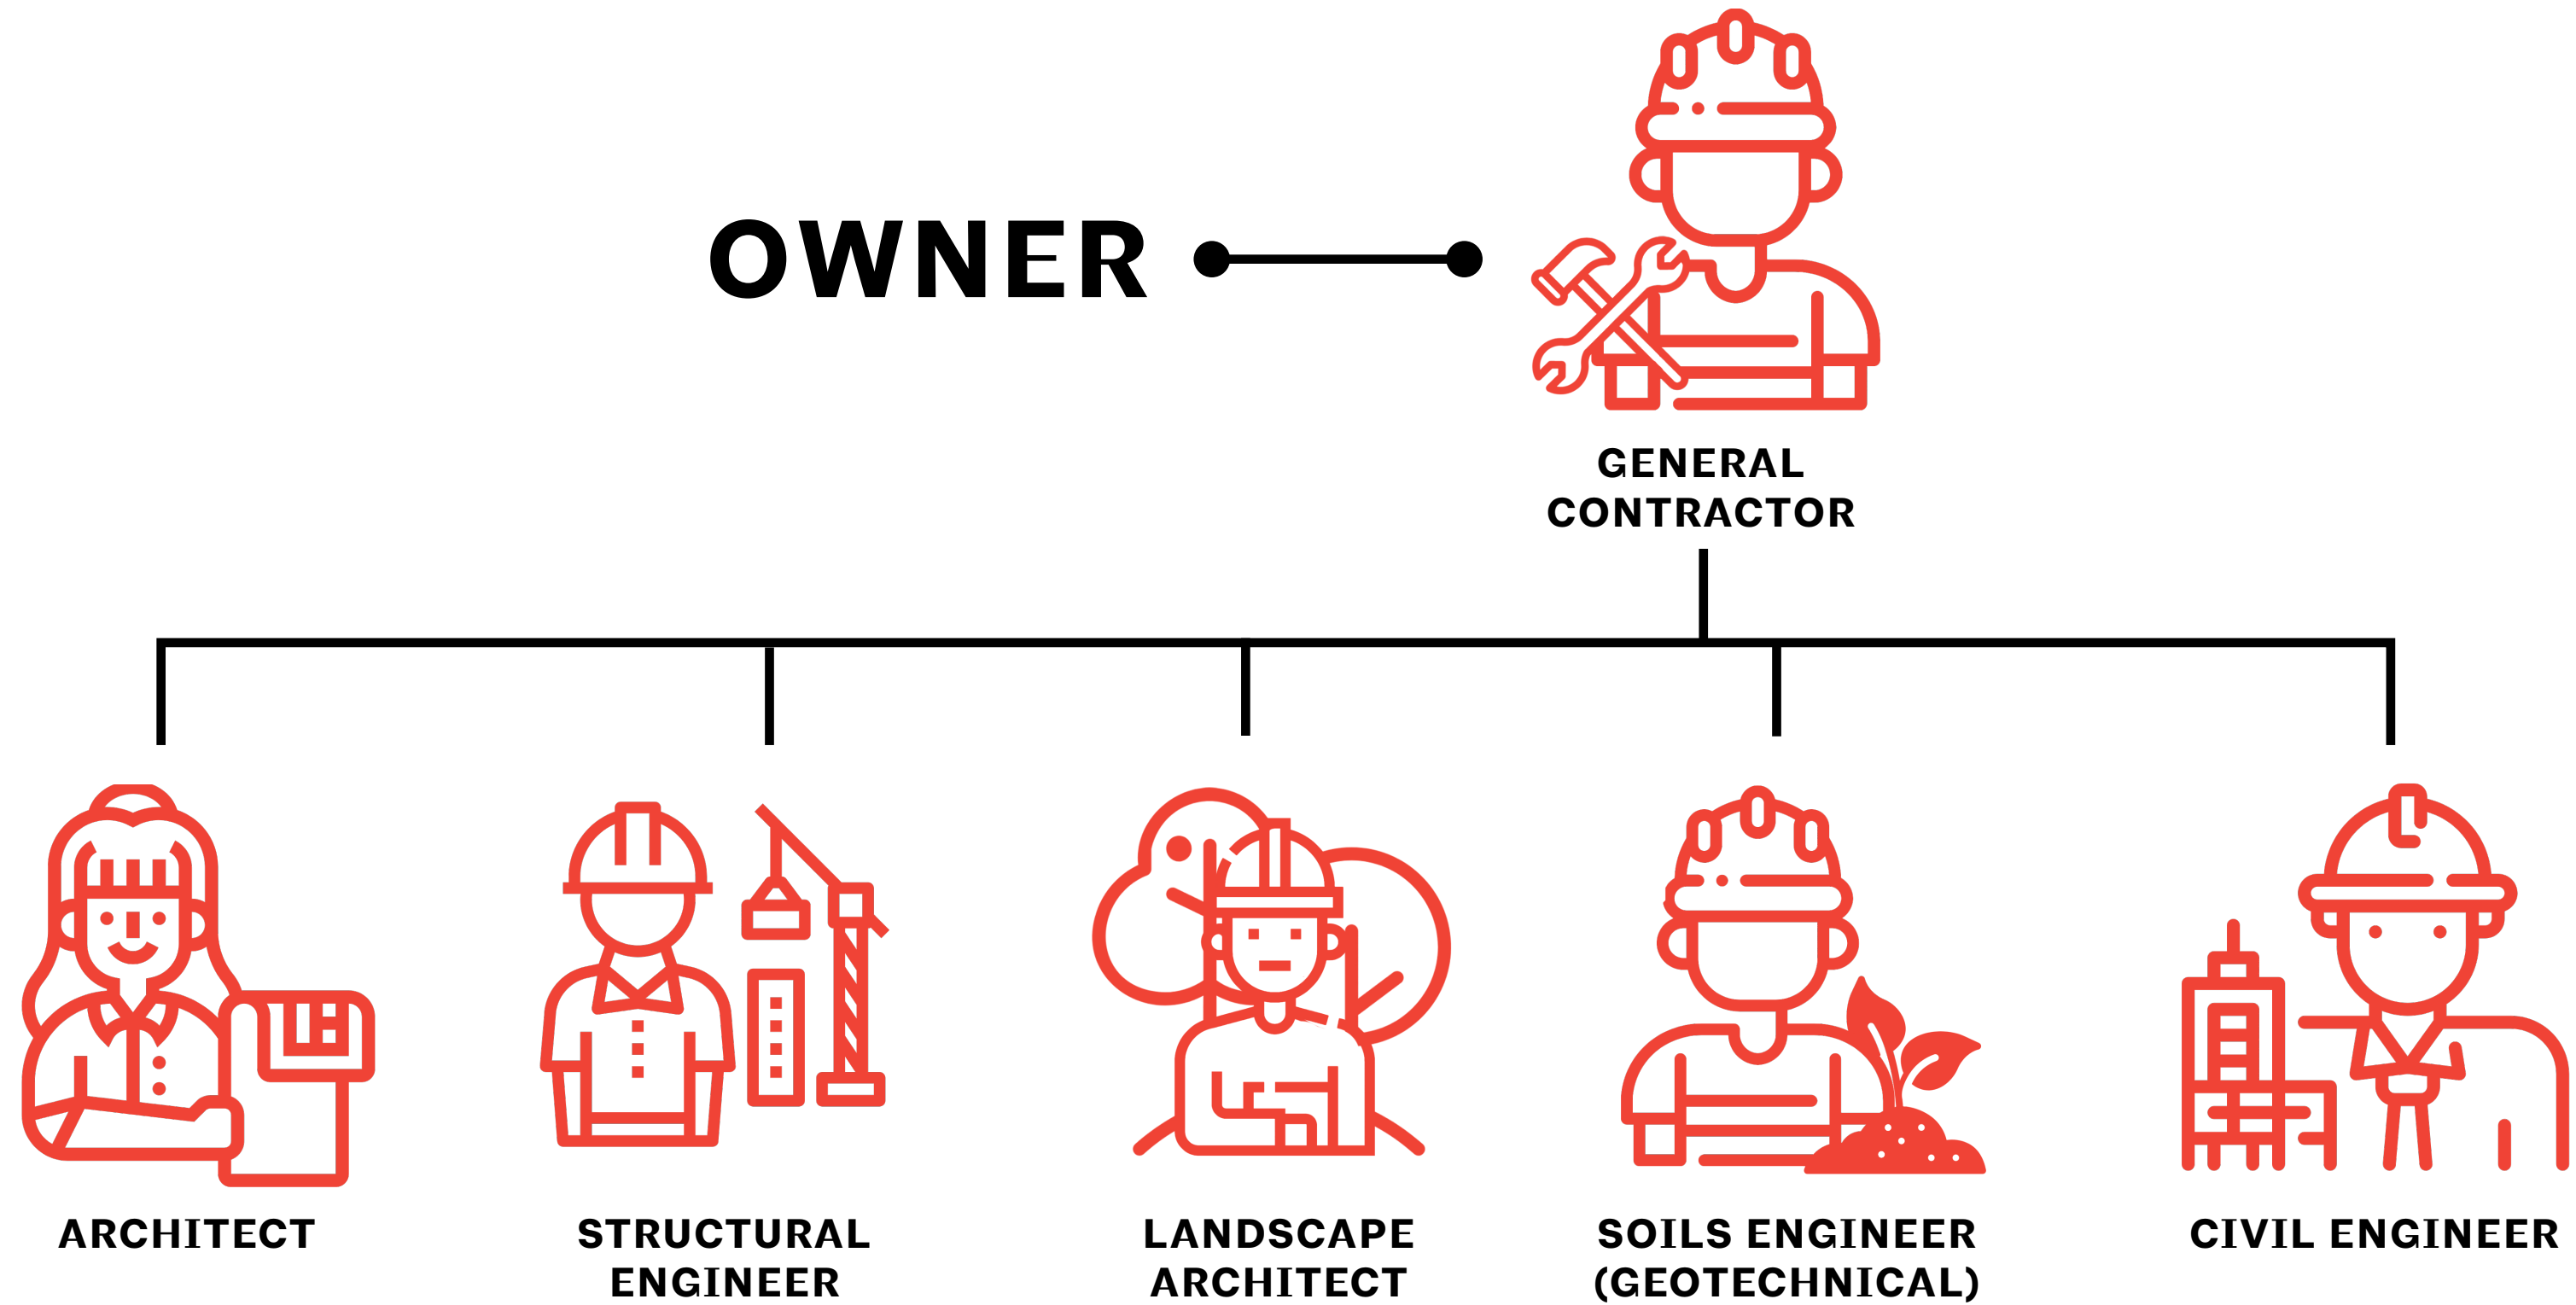 OWNER
GENERAL
CONTRACTOR
ARCHITECT
STRUCTURAL
ENGINEER
LANDSCAPE
ARCHITECT
SOILS ENGINEER
(GEOTECHNICAL)
CIVIL ENGINEER